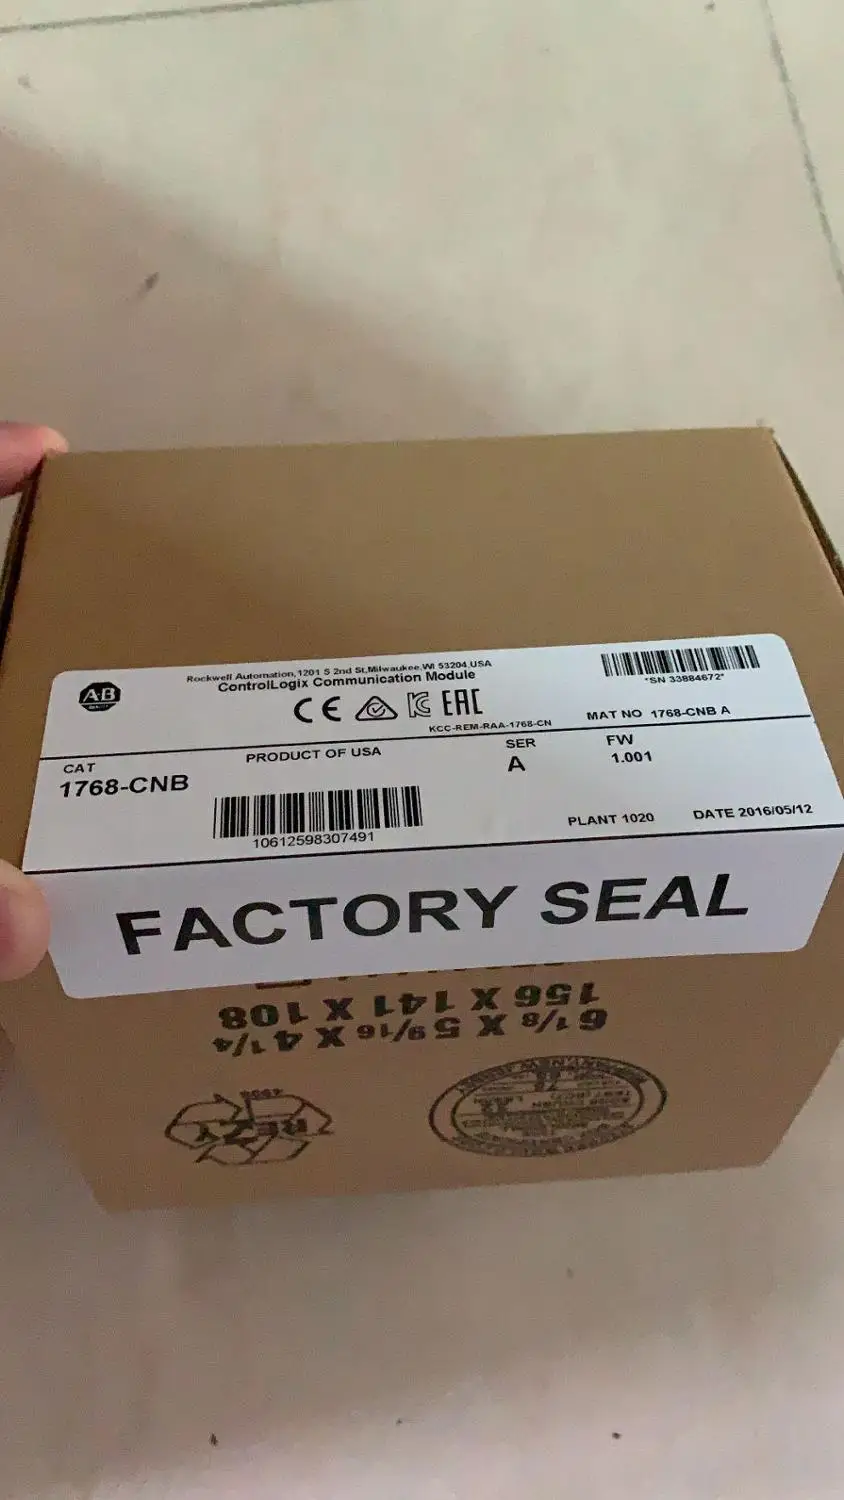 Rockwell Automation,1201 S 2nd St,Milwaukee,WI 53204,USA
ControlLogix Communication Module
AB
*SN 33884672*
CE EAC
KCC-REM-RAA-1768-CN
MAT NO 1768-CNB A
CAT
1768-CNB
PRODUCT OF USA
SER
A
FW
1.001
10612598307491
PLANT 1020
DATE 2016/05/12
FACTORY SEAL
156 X 141 X 108
6 1/8 X 5 9/16 X 4 1/4
REZY